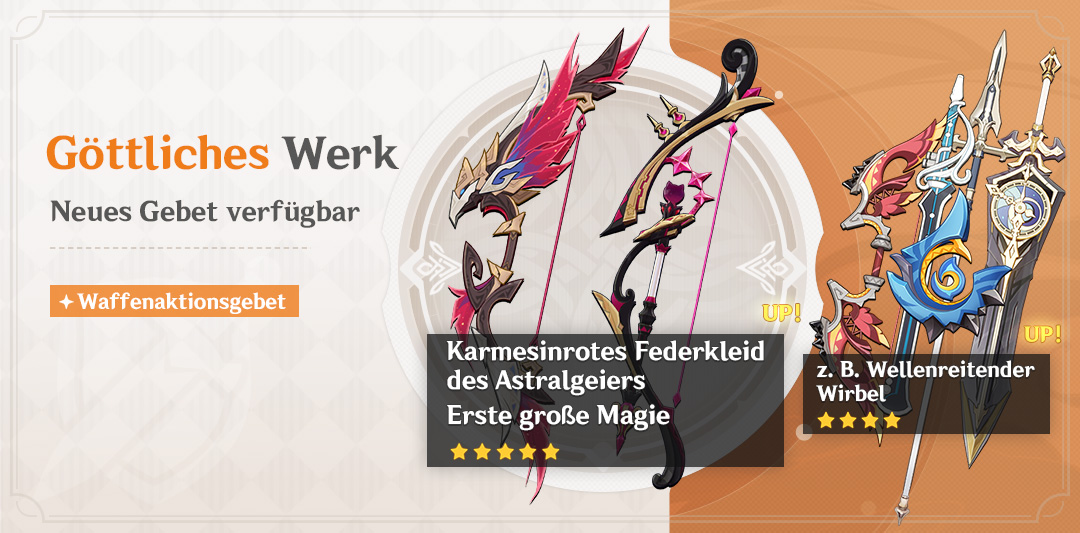 Göttliches Werk
Neues Gebet verfügbar
Waffenaktionsgebet
UP!
Karmesinrotes Federkleid
des Astralgeiers
Erste große Magie
UP!
z. B. Wellenreitender
Wirbel